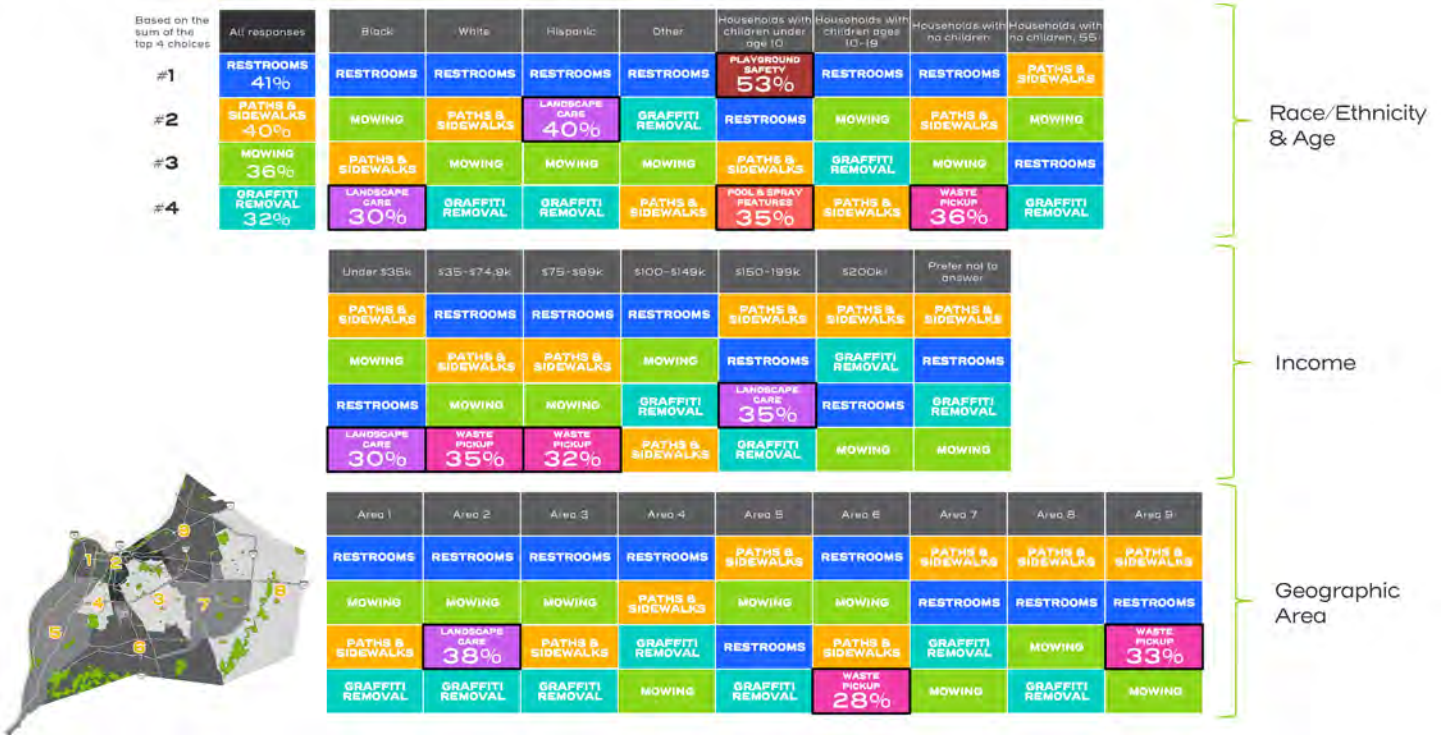 Based on the
sum of the
top 4 choices
All responses
Black
White
Hispanic
Other
Households with
children under
age 10
Households with
children ages
10-19
Households with
no children
Households with
no children, 55
#1
RESTROOMS
41%
RESTROOMS
RESTROOMS
RESTROOMS
RESTROOMS
PLAYGROUND
SAFETY
53%
RESTROOMS
RESTROOMS
PATHS &
SIDEWALKS
#2
PATHS &
SIDEWALKS
40%
MOWING
PATHS &
SIDEWALKS
LANDSCAPE
CARE
40%
GRAFFITI
REMOVAL
RESTROOMS
MOWING
PATHS &
SIDEWALKS
MOWING
#3
MOWING
36%
PATHS &
SIDEWALKS
MOWING
MOWING
MOWING
PATHS &
SIDEWALKS
GRAFFITI
REMOVAL
MOWING
RESTROOMS
#4
GRAFFITI
REMOVAL
32%
LANDSCAPE
CARE
30%
GRAFFITI
REMOVAL
GRAFFITI
REMOVAL
PATHS &
SIDEWALKS
POOL & SPRAY
FEATURES
35%
PATHS &
SIDEWALKS
WASTE
PICKUP
36%
GRAFFITI
REMOVAL
Race/Ethnicity
& Age
Under $35k
$35-$74.9k
$75-$99k
$100-$149k
$150-199k
$200k+
Prefer not to
answer
PATHS &
SIDEWALKS
RESTROOMS
RESTROOMS
RESTROOMS
PATHS &
SIDEWALKS
PATHS &
SIDEWALKS
PATHS &
SIDEWALKS
MOWING
PATHS &
SIDEWALKS
PATHS &
SIDEWALKS
MOWING
RESTROOMS
GRAFFITI
REMOVAL
RESTROOMS
RESTROOMS
MOWING
MOWING
GRAFFITI
REMOVAL
LANDSCAPE
CARE
35%
RESTROOMS
GRAFFITI
REMOVAL
LANDSCAPE
CARE
30%
WASTE
PICKUP
35%
WASTE
PICKUP
32%
PATHS &
SIDEWALKS
GRAFFITI
REMOVAL
MOWING
MOWING
Income
Area 1
Area 2
Area 3
Area 4
Area 5
Area 6
Area 7
Area 8
Area 9
RESTROOMS
RESTROOMS
RESTROOMS
RESTROOMS
PATHS &
SIDEWALKS
RESTROOMS
PATHS &
SIDEWALKS
PATHS &
SIDEWALKS
PATHS &
SIDEWALKS
MOWING
MOWING
MOWING
PATHS &
SIDEWALKS
MOWING
MOWING
RESTROOMS
RESTROOMS
RESTROOMS
PATHS &
SIDEWALKS
LANDSCAPE
CARE
38%
PATHS &
SIDEWALKS
GRAFFITI
REMOVAL
RESTROOMS
PATHS &
SIDEWALKS
GRAFFITI
REMOVAL
MOWING
WASTE
PICKUP
33%
GRAFFITI
REMOVAL
GRAFFITI
REMOVAL
GRAFFITI
REMOVAL
MOWING
GRAFFITI
REMOVAL
WASTE
PICKUP
28%
MOWING
GRAFFITI
REMOVAL
MOWING
Geographic
Area
9
1
2
8
4
3
7
5
6